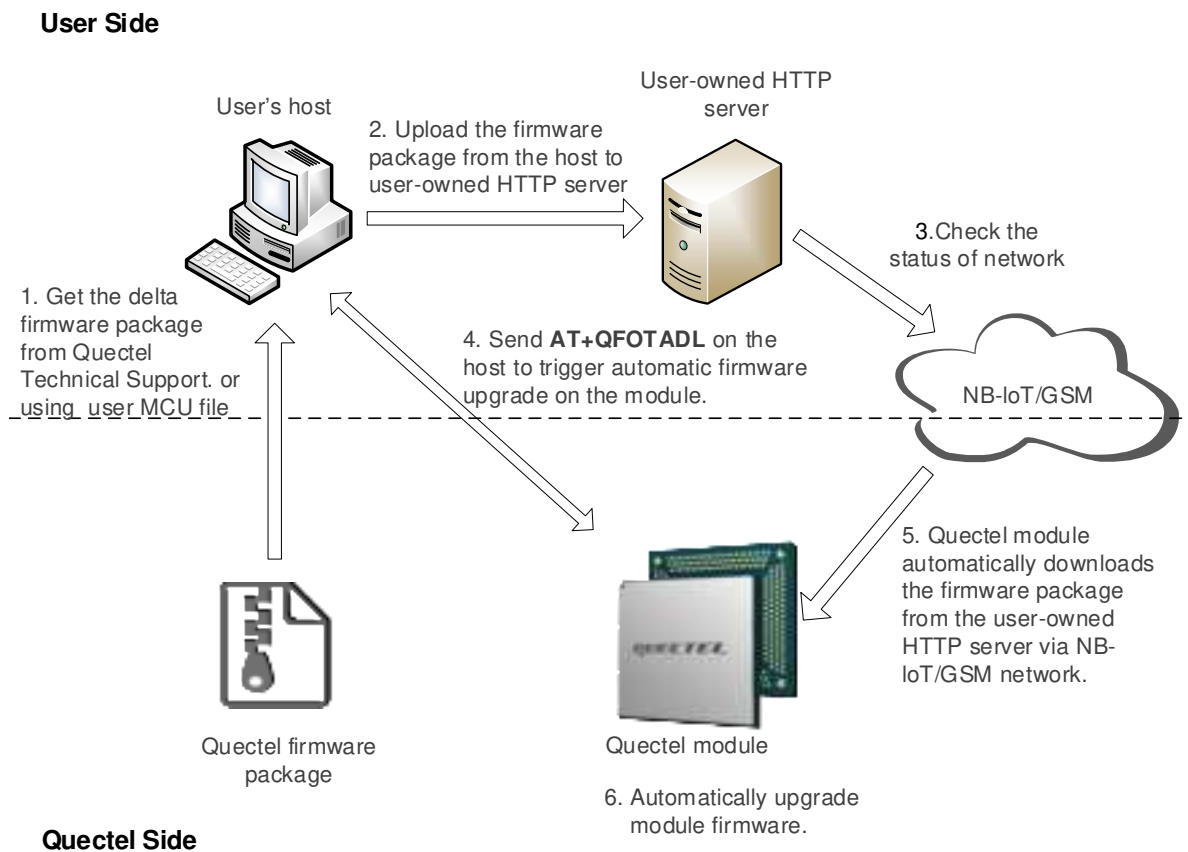 User Side
User-owned HTTP
server
User's host
2. Upload the firmware
package from the host to
user-owned HTTP server
3.Check the
status of network
1. Get the delta
firmware package
from Quectel
Technical Support. or
using user MCU file
4. Send AT+QFOTADL on the
host to trigger automatic firmware
upgrade on the module.
NB-IoT/GSM
5. Quectel module
automatically downloads
the firmware package
from the user-owned
HTTP server via NB-
IoT/GSM network.
QUECTEL
Quectel firmware
package
Quectel module
6. Automatically upgrade
module firmware.
Quectel Side